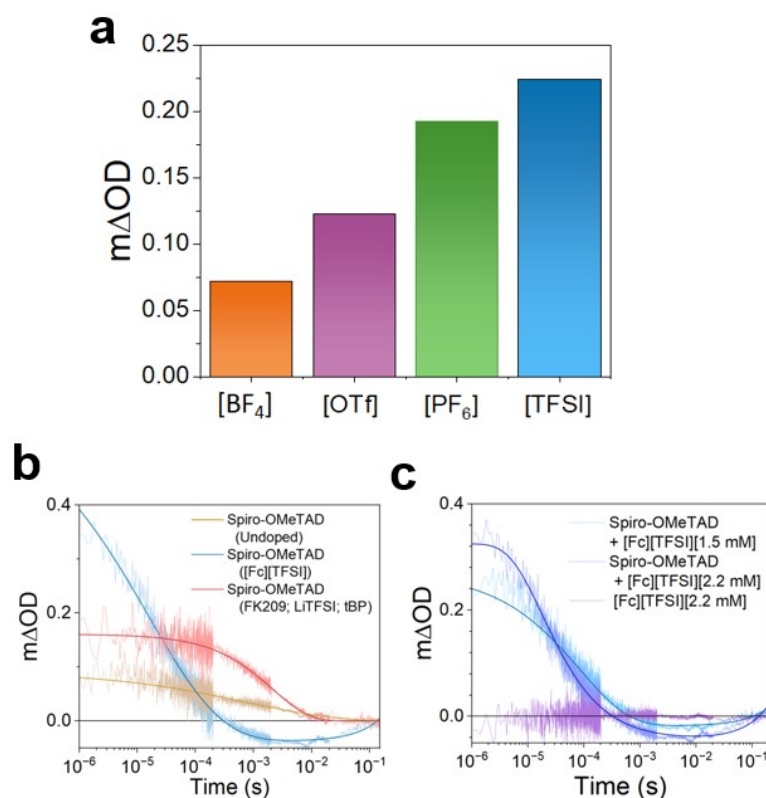 a
mΔOD
0.25
0.20
0.15
0.10
0.05
0.00
[BF₄]
[OTf]
[PF₆]
[TFSI]
b
mΔOD
0.4
0.2
0.0
Spiro-OMeTAD
(Undoped)
Spiro-OMeTAD
([Fc][TFSI])
Spiro-OMeTAD
(FK209; LiTFSI; tBP)
10⁻⁶
10⁻⁵
10⁻⁴
10⁻³
10⁻²
10⁻¹
Time (s)
c
mΔOD
0.4
0.2
0.0
Spiro-OMeTAD
+ [Fc][TFSI][1.5 mM]
Spiro-OMeTAD
+ [Fc][TFSI][2.2 mM]
[Fc][TFSI][2.2 mM]
10⁻⁶
10⁻⁵
10⁻⁴
10⁻³
10⁻²
10⁻¹
Time (s)